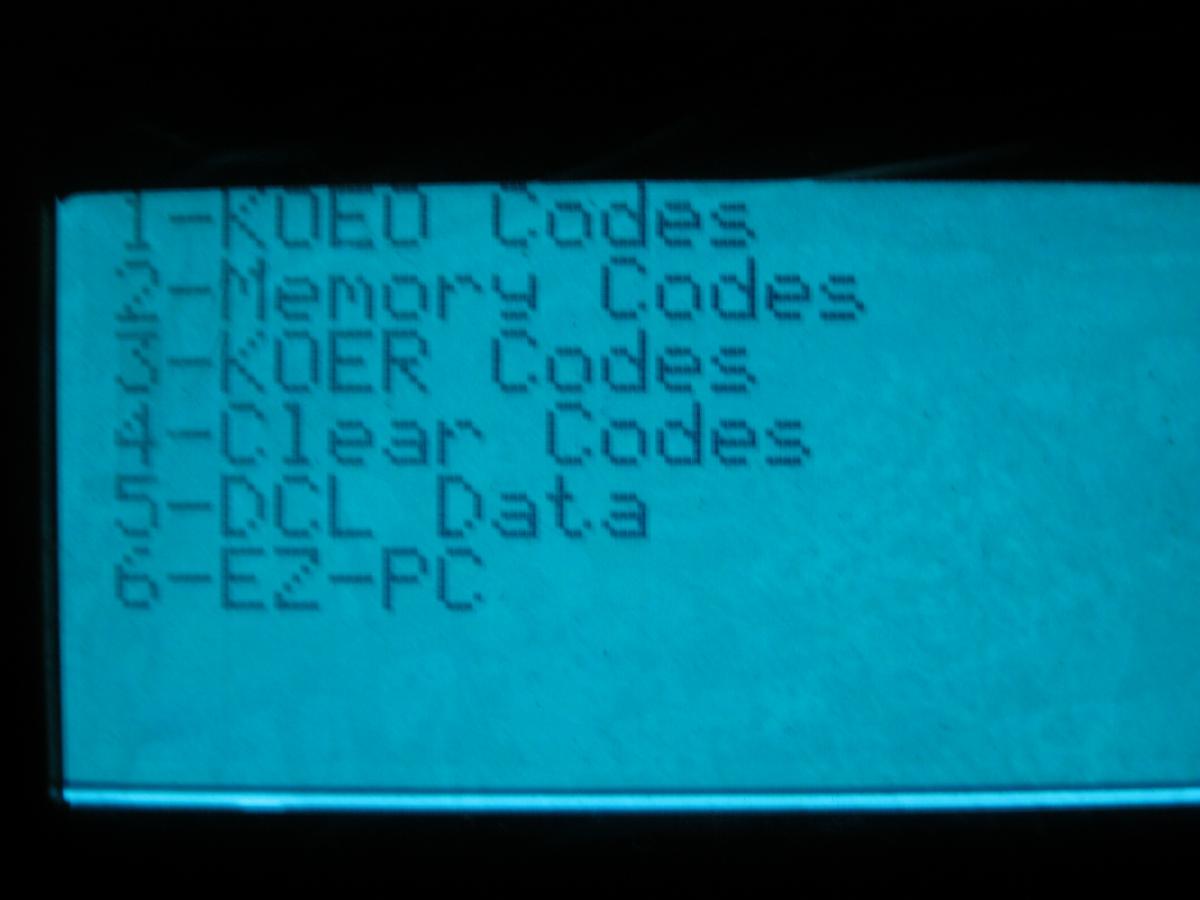 1-KOEO Codes
2-Memory Codes
3-KOER Codes
4-Clear Codes
5-DCL Data
6-EZ-PC